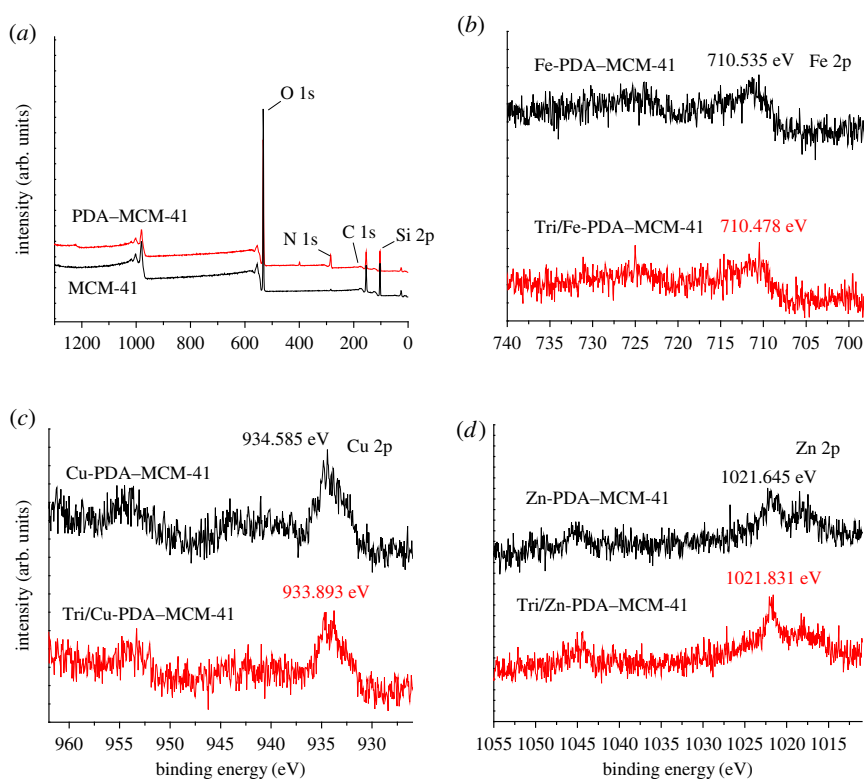 (a)
O 1s
PDA–MCM-41
N 1s
C 1s
Si 2p
MCM-41
intensity (arb. units)
1200 1000 800 600 400 200 0
(b)
Fe-PDA–MCM-41
710.535 eV
Fe 2p
Tri/Fe-PDA–MCM-41
710.478 eV
740 735 730 725 720 715 710 705 700
(c)
934.585 eV
Cu 2p
Cu-PDA–MCM-41
933.893 eV
Tri/Cu-PDA–MCM-41
intensity (arb. units)
960 955 950 945 940 935 930
binding energy (eV)
(d)
Zn 2p
1021.645 eV
Zn-PDA–MCM-41
1021.831 eV
Tri/Zn-PDA–MCM-41
1055 1050 1045 1040 1035 1030 1025 1020 1015
binding energy (eV)